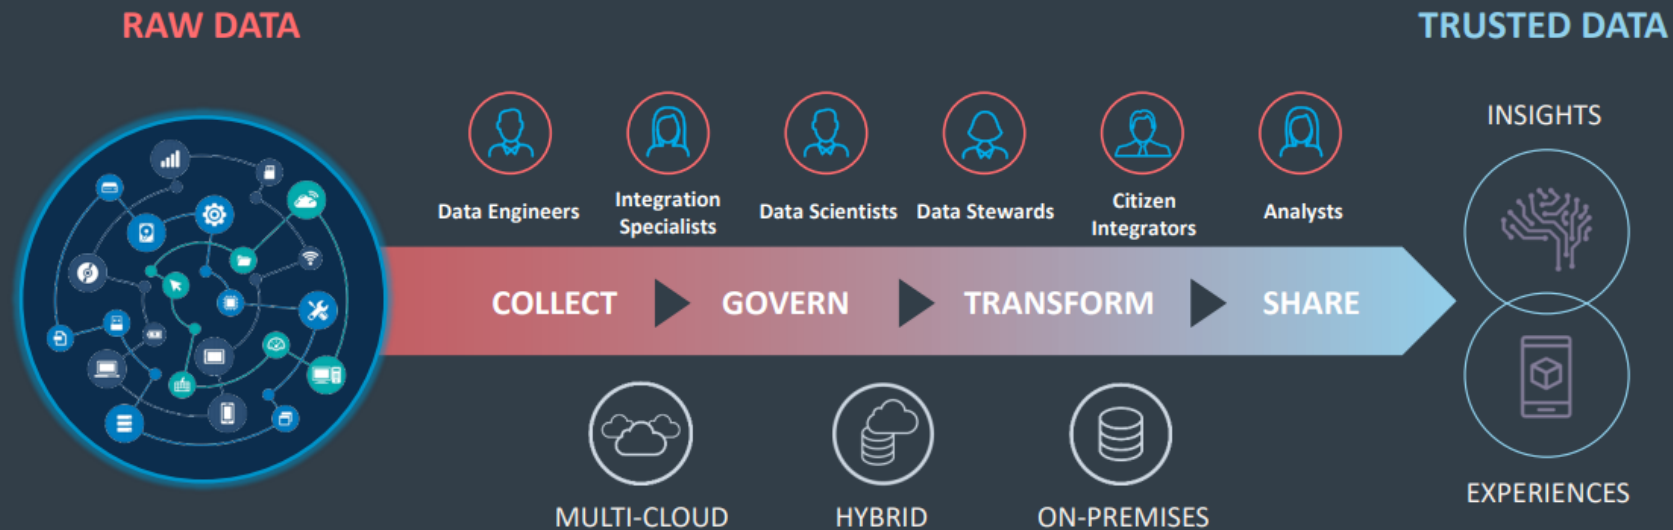 RAW DATA
TRUSTED DATA
Data Engineers
Integration
Specialists
Data Scientists
Data Stewards
Citizen
Integrators
Analysts
INSIGHTS
COLLECT
GOVERN
TRANSFORM
SHARE
MULTI-CLOUD
HYBRID
ON-PREMISES
EXPERIENCES